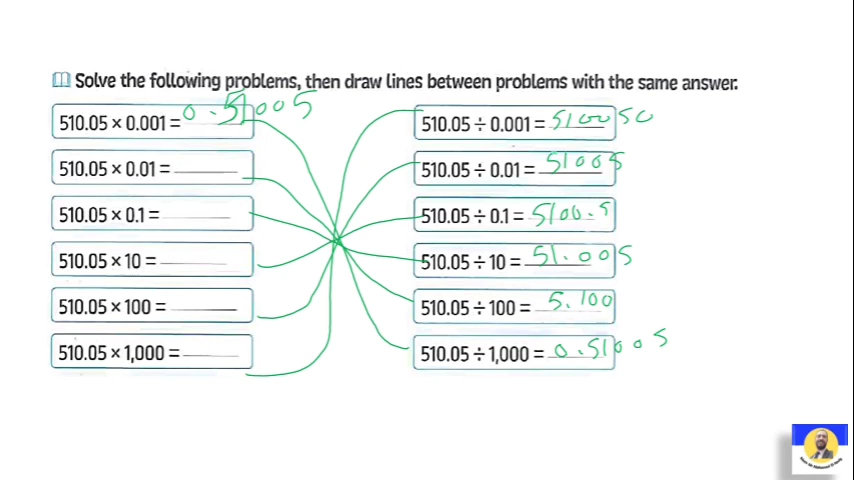 Solve the following problems, then draw lines between problems with the same answer.
510.05 × 0.001 = 0.51005
510.05 × 0.01 =
510.05 × 0.1 =
510.05 × 10 =
510.05 × 100 =
510.05 × 1,000 =
510.05 ÷ 0.001 = 510050
510.05 ÷ 0.01 = 51005
510.05 ÷ 0.1 = 5100.5
510.05 ÷ 10 = 51.005
510.05 ÷ 100 = 5.100
510.05 ÷ 1,000 = 0.51005